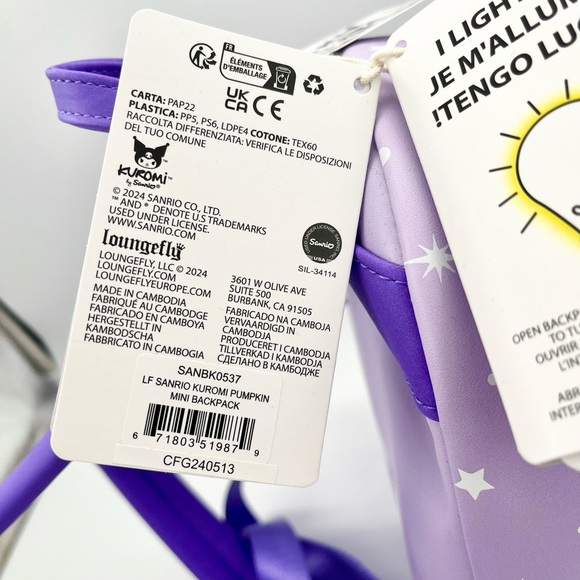 FR
ÉLÉMENTS
D'EMBALLAGE
UK
CA CE
CARTA: PAP22
PLASTICA: PP5, PS6, LDPE4 COTONE: TEX60
RACCOLTA DIFFERENZIATA: VERIFICA LE DISPOSIZIONI
DEL TUO COMUNE
KUROMI™
by Sanrio®
© 2024 SANRIO CO., LTD.
™ AND ® DENOTE U.S TRADEMARKS
USED UNDER LICENSE.
WWW.SANRIO.COM
Sanrio
USA
SIL-34114
loungefly
LOUNGEFLY, LLC © 2024
LOUNGEFLY.COM
LOUNGEFLYEUROPE.COM
3601 W OLIVE AVE
SUITE 500
BURBANK, CA 91505
MADE IN CAMBODIA
FABRIQUÉ AU CAMBODGE
FABRICADO EN CAMBOYA
HERGESTELLT IN
KAMBODSCHA
FABBRICATO IN CAMBOGIA
FABRICADO NA CAMBOJA
VERVAARDIGD IN
CAMBODJA
PRODUCERET I CAMBODJA
TILLVERKAD I KAMBODJA
СДЕЛАНО В КАМБОДЖЕ
SANBK0537
LF SANRIO KUROMI PUMPKIN
MINI BACKPACK
6 71803 51987 9
CFG240513
I LIGH
JE M'ALLUM
!TENGO LU
OPEN BACKP
TO T
OUVRIR
L'IN
ABR
INTER